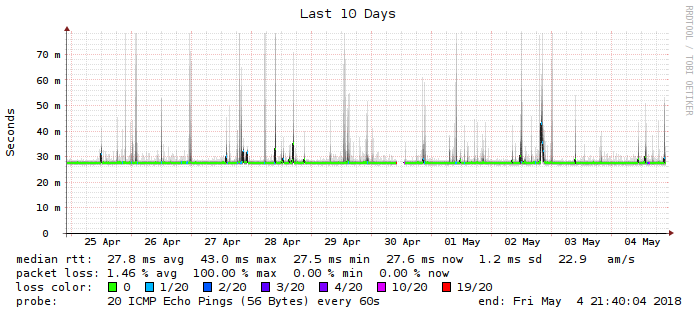 Last 10 Days
RRDTOOL / TOBI OETIKER
Seconds
70 m
60 m
50 m
40 m
30 m
20 m
10 m
0
25 Apr 26 Apr 27 Apr 28 Apr 29 Apr 30 Apr 01 May 02 May 03 May 04 May
median rtt: 27.8 ms avg 43.0 ms max 27.5 ms min 27.6 ms now 1.2 ms sd 22.9 am/s
packet loss: 1.46 % avg 100.00 % max 0.00 % min 0.00 % now
loss color: 0 1/20 2/20 3/20 4/20 10/20 19/20
probe: 20 ICMP Echo Pings (56 Bytes) every 60s end: Fri May 4 21:40:04 2018